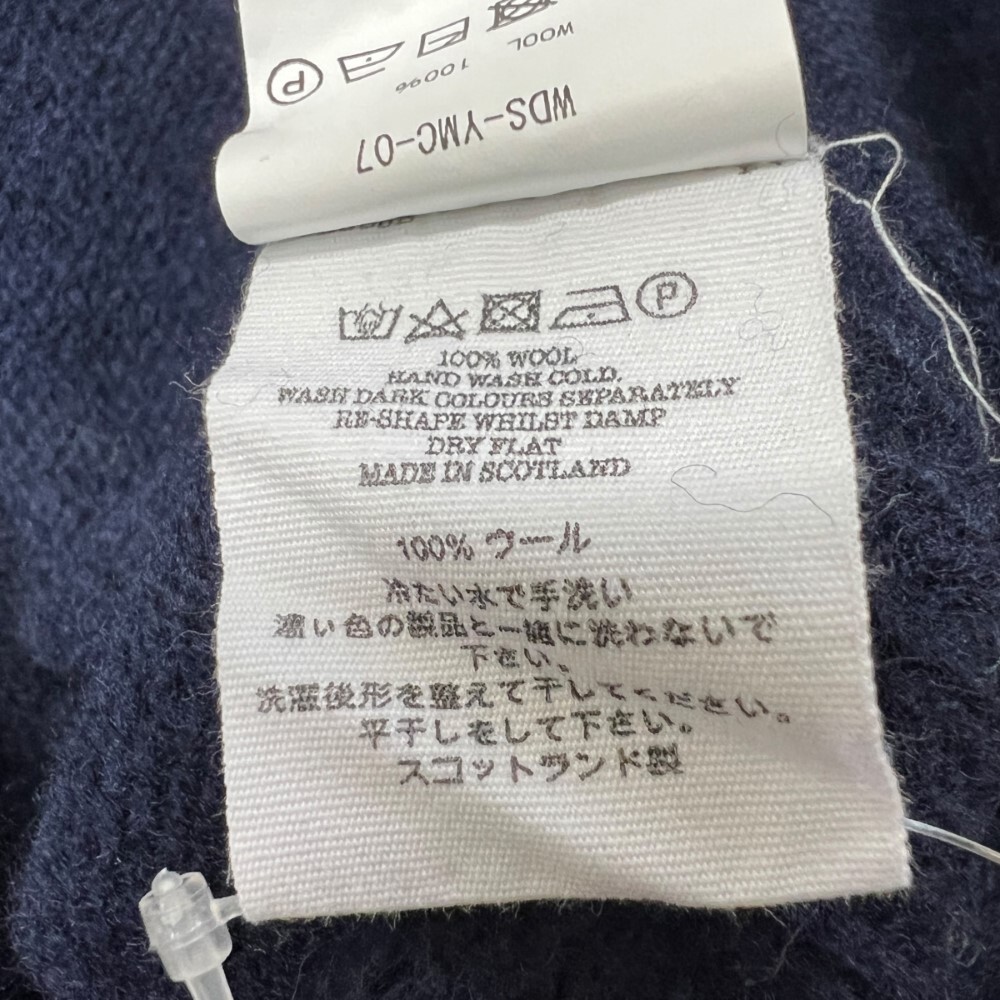 WOOL
100%
WDS-YMC-07
P
P
100% WOOL
HAND WASH COLD,
WASH DARK COLOURS SEPARATELY
RE-SHAPE WHILST DAMP
DRY FLAT
MADE IN SCOTLAND
100% ウール
冷たい水で手洗い
濃い色の製品と一緒に洗わないで
下さい。
洗濯後形を整えて干してください。
平干しをして下さい。
スコットランド製